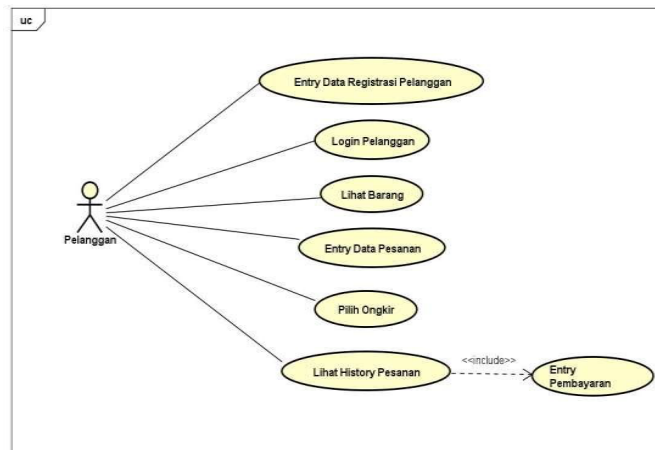 uc
Entry Data Registrasi Pelanggan
Login Pelanggan
Lihat Barang
Pelanggan
Entry Data Pesanan
Pilih Ongkir
Lihat History Pesanan
<<include>>
Entry
Pembayaran